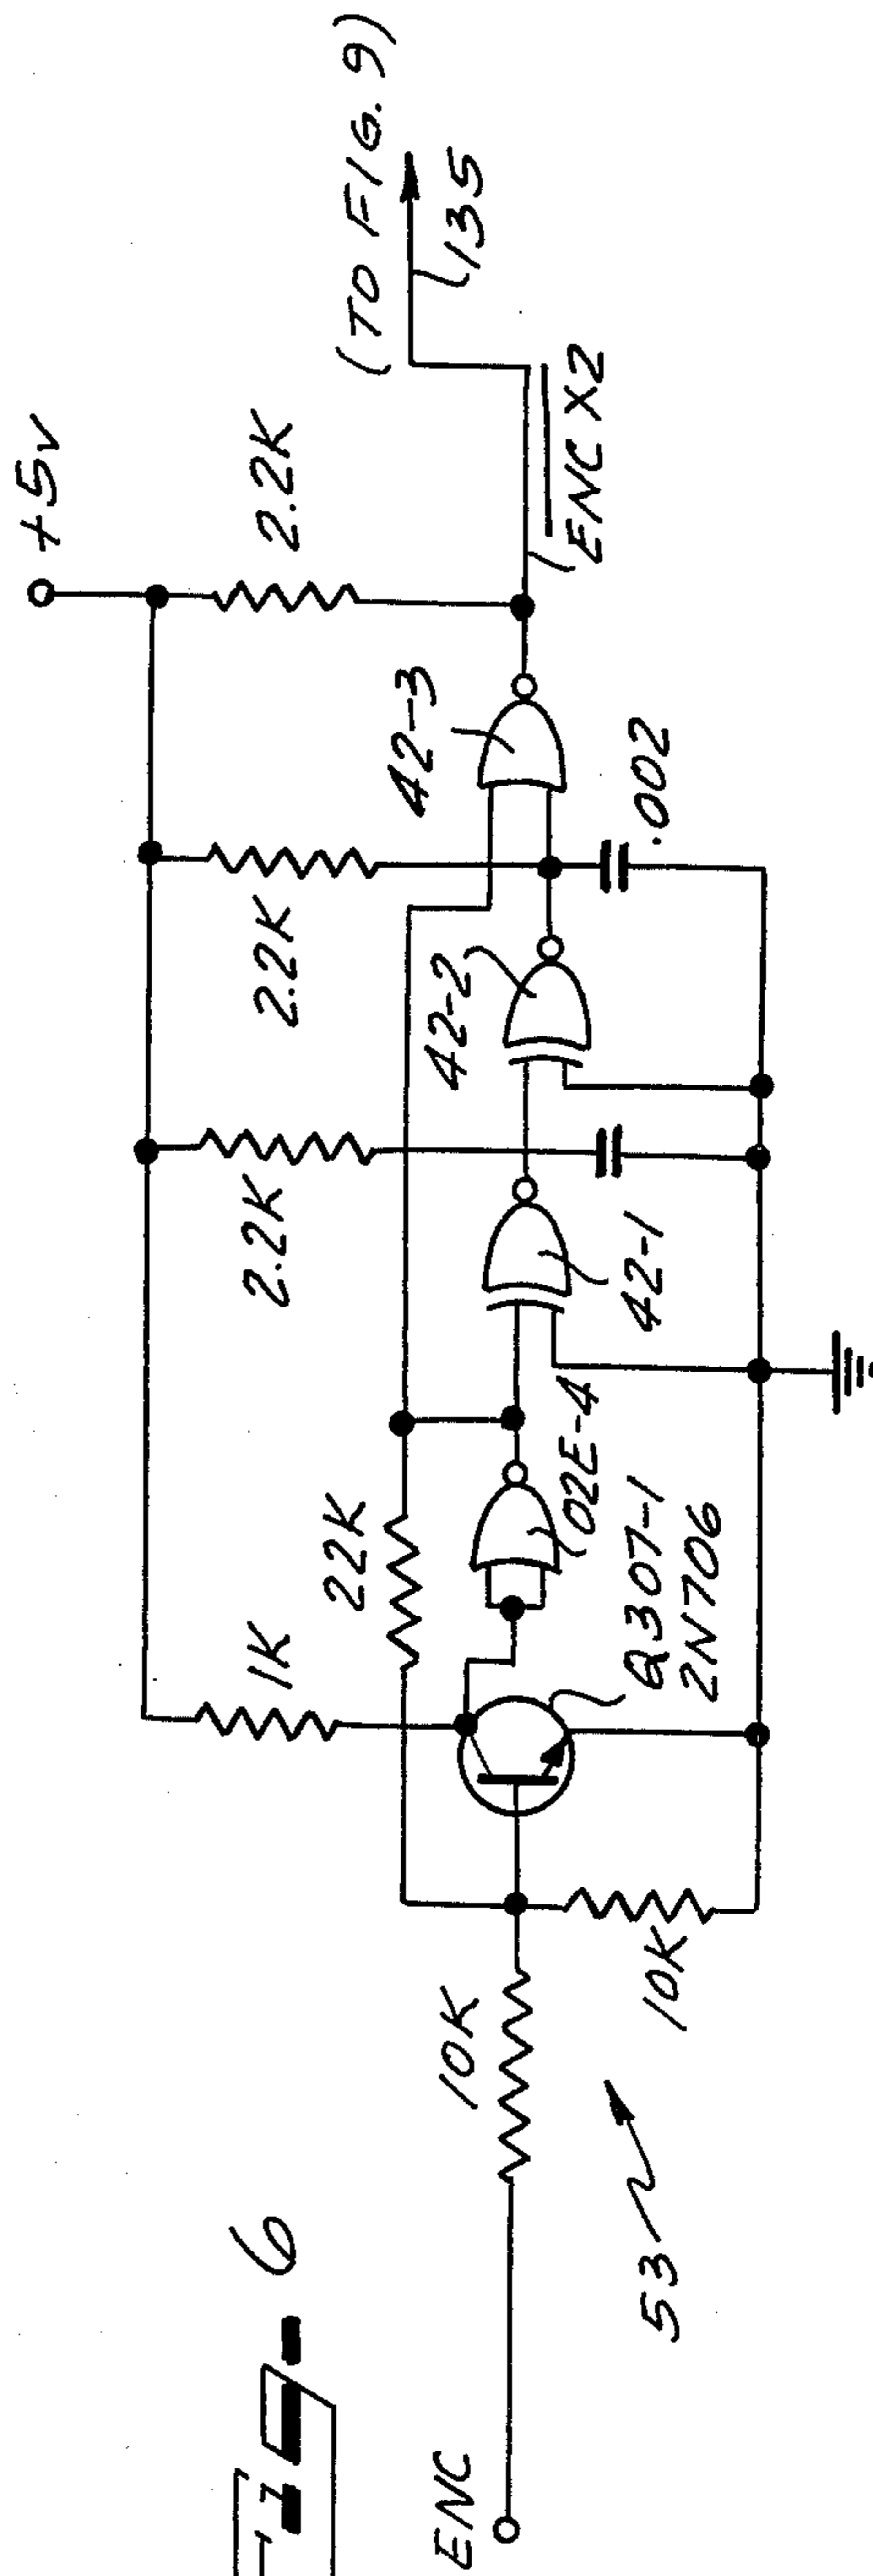 Fig-6
+5V
(TO FIG. 9)
135
ENC X2
2.2K
2.2K
2.2K
1K
22K
42-3
42-2
42-1
.002
02E-4
Q307-1
2N706
10K
10K
ENC
53